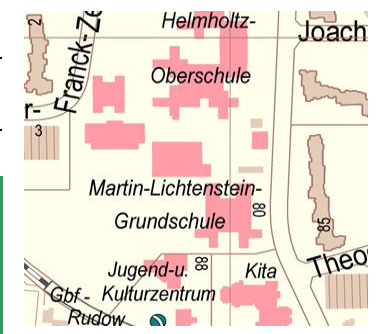 2
Helmholtz-
Joach
Franck-Ze
Oberschule
r-
3
Martin-Lichtenstein-
80
Grundschule
85
Jugend-u.
88
Kita
Theo
Gbf - Kulturzentrum
Rudow